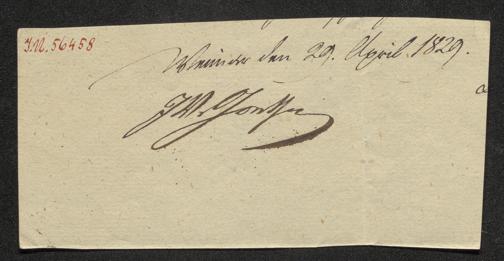 I.N. 56458
Weimar den 29. April. 1829.
JWvGoethe